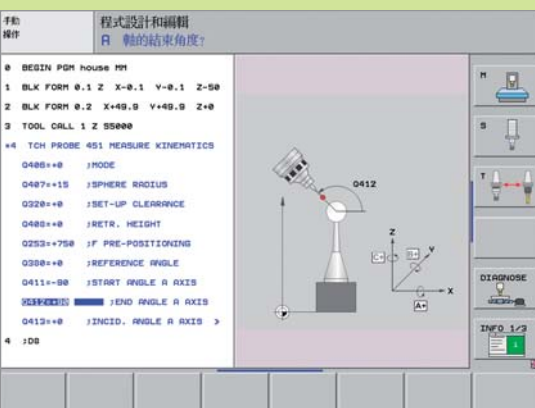 手動
操作
程式設計和編輯
A 軸的結束角度?
0 BEGIN PGM house MM
1 BLK FORM 0.1 Z X-0.1 Y-0.1 Z-50
2 BLK FORM 0.2 X+49.9 Y+49.9 Z+0
3 TOOL CALL 1 Z S5000
*4 TCH PROBE 451 MEASURE KINEMATICS
Q406=+0 ;MODE
Q407=+15 ;SPHERE RADIUS
Q320=+0 ;SET-UP CLEARANCE
Q408=+0 ;RETR. HEIGHT
Q253=+750 ;F PRE-POSITIONING
Q380=+0 ;REFERENCE ANGLE
Q411=-90 ;START ANGLE A AXIS
Q412=+90 ;END ANGLE A AXIS
Q413=+0 ;INCID. ANGLE A AXIS >
4 ;D8
Q412
Z
Y
X
C+
B+
A+
M
S
T
DIAGNOSE
INFO 1/3